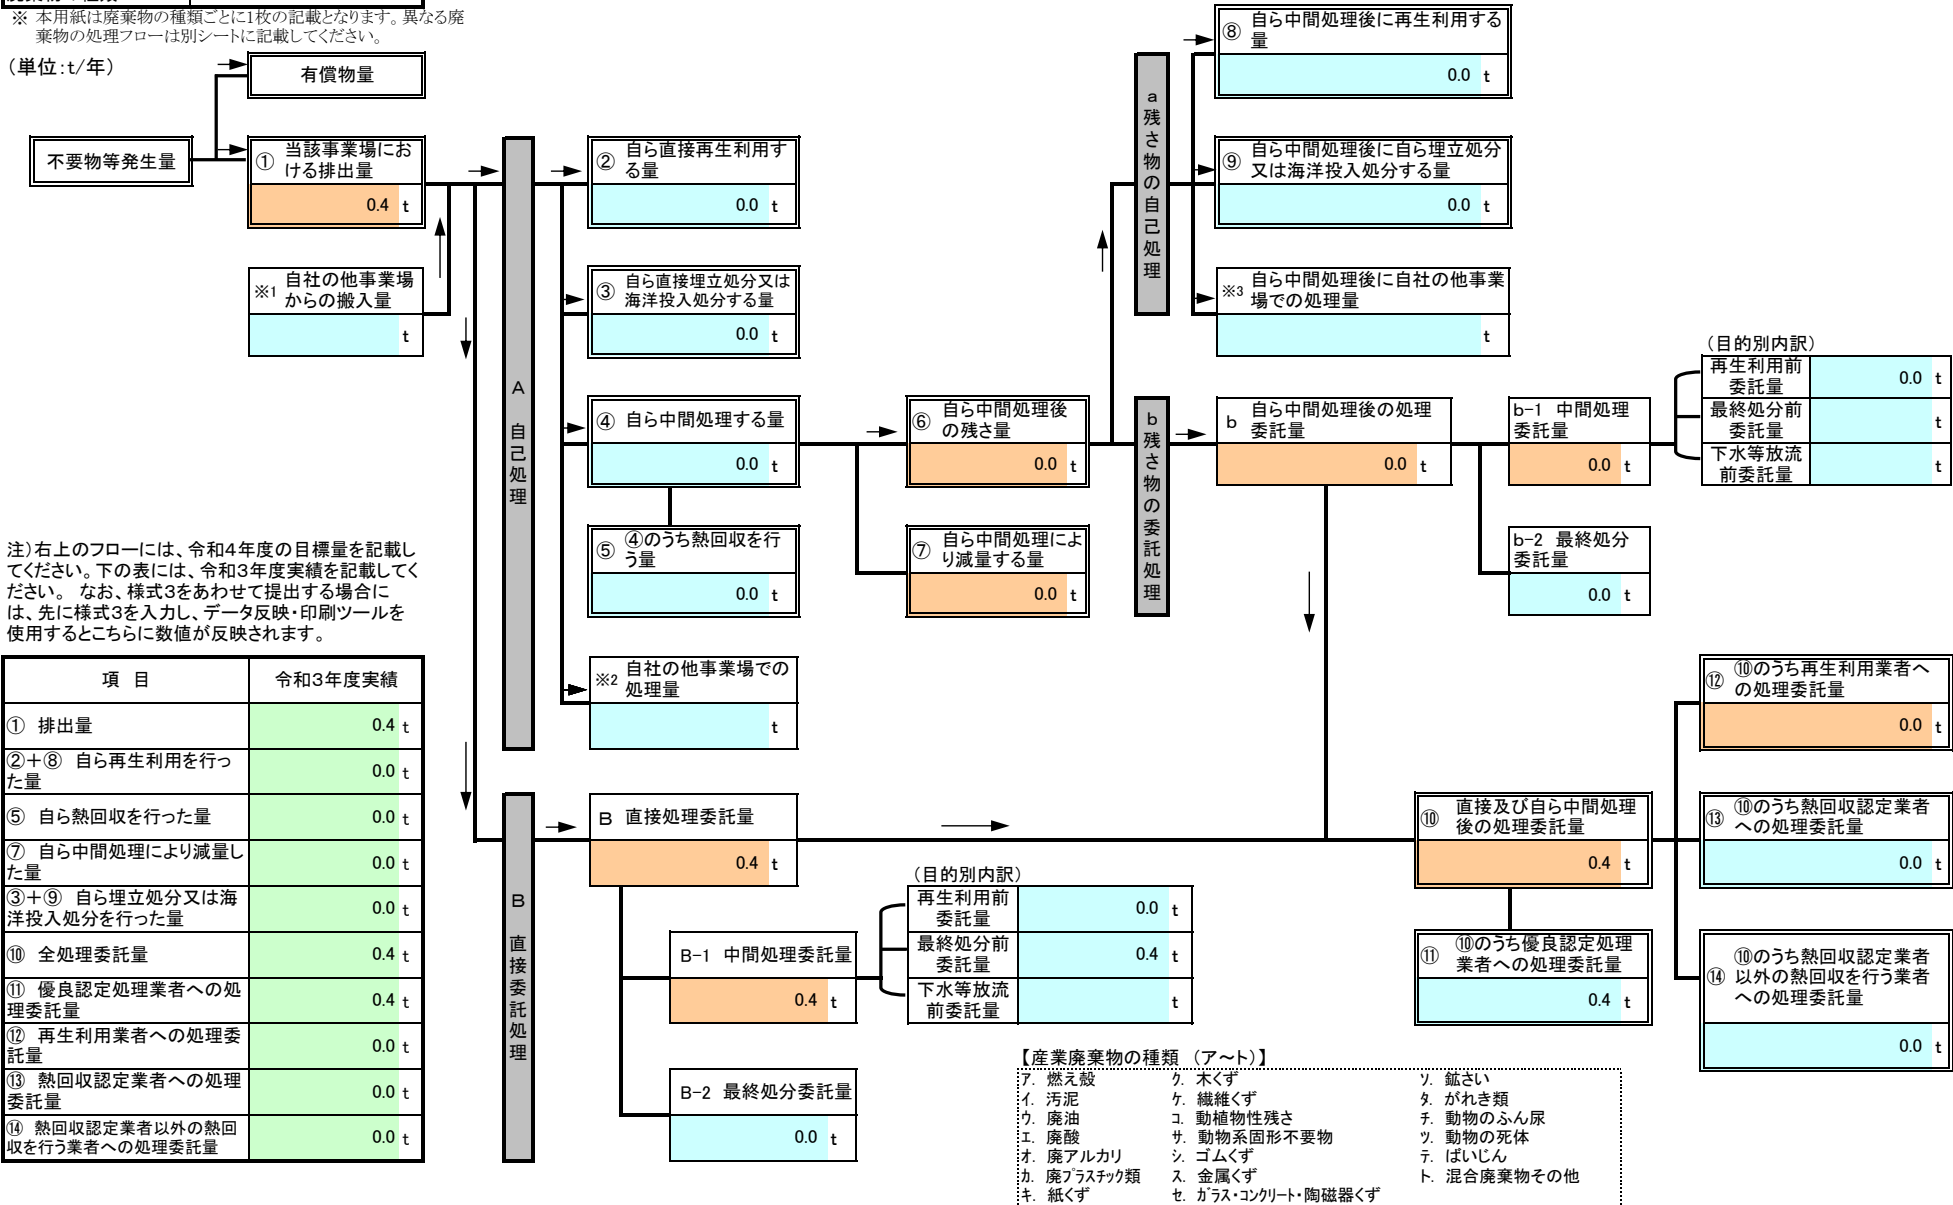 ※ 本用紙は廃棄物の種類ごとに1枚の記載となります。異なる廃
棄物の処理フローは別シートに記載してください。
（単位：t/年）
有償物量
不要物等発生量
① 当該事業場にお
ける排出量
0.4 t
※1 自社の他事業場
からの搬入量
t
A 自己処理
② 自ら直接再生利用す
る量
0.0 t
③ 自ら直接埋立処分又は
海洋投入処分する量
0.0 t
④ 自ら中間処理する量
0.0 t
⑤ ④のうち熱回収を行
う量
0.0 t
※2 自社の他事業場での
処理量
t
⑥ 自ら中間処理後
の残さ量
0.0 t
⑦ 自ら中間処理によ
り減量する量
0.0 t
a 残さ物の自己処理
⑧ 自ら中間処理後に再生利用する
量
0.0 t
⑨ 自ら中間処理後に自ら埋立処分
又は海洋投入処分する量
0.0 t
※3 自ら中間処理後に自社の他事業
場での処理量
t
b 残さ物の委託処理
b 自ら中間処理後の処理
委託量
0.0 t
b-1 中間処理
委託量
0.0 t
（目的別内訳）
再生利用前
委託量
0.0 t
最終処分前
委託量
t
下水等放流
前委託量
t
b-2 最終処分
委託量
0.0 t
注）右上のフローには、令和4年度の目標量を記載し
てください。下の表には、令和3年度実績を記載してく
ださい。 なお、様式3をあわせて提出する場合に
は、先に様式3を入力し、データ反映・印刷ツールを
使用するとこちらに数値が反映されます。
項 目 令和3年度実績
① 排出量 0.4 t
②＋⑧ 自ら再生利用を行っ
た量 0.0 t
⑤ 自ら熱回収を行った量 0.0 t
⑦ 自ら中間処理により減量し
た量 0.0 t
③＋⑨ 自ら埋立処分又は海
洋投入処分を行った量 0.0 t
⑩ 全処理委託量 0.4 t
⑪ 優良認定処理業者への処
理委託量 0.4 t
⑫ 再生利用業者への処理委
託量 0.0 t
⑬ 熱回収認定業者への処理
委託量 0.0 t
⑭ 熱回収認定業者以外の熱回
収を行う業者への処理委託量 0.0 t
B 直接委託処理
B 直接処理委託量
0.4 t
B-1 中間処理委託量
0.4 t
（目的別内訳）
再生利用前
委託量
0.0 t
最終処分前
委託量
0.4 t
下水等放流
前委託量
t
B-2 最終処分委託量
0.0 t
⑩ 直接及び自ら中間処理
後の処理委託量
0.4 t
⑪ ⑩のうち優良認定処理
業者への処理委託量
0.4 t
⑫ ⑩のうち再生利用業者へ
の処理委託量
0.0 t
⑬ ⑩のうち熱回収認定業者
への処理委託量
0.0 t
⑭ ⑩のうち熱回収認定業者
以外の熱回収を行う業者
への処理委託量
0.0 t
【産業廃棄物の種類 （ア～ト）】
ア. 燃え殻 ク. 木くず ソ. 鉱さい
イ. 汚泥 ケ. 繊維くず タ. がれき類
ウ. 廃油 コ. 動植物性残さ チ. 動物のふん尿
エ. 廃酸 サ. 動物系固形不要物 ツ. 動物の死体
オ. 廃アルカリ シ. ゴムくず テ. ばいじん
カ. 廃プラスチック類 ス. 金属くず ト. 混合廃棄物その他
キ. 紙くず セ. ガラス・コンクリート・陶磁器くず